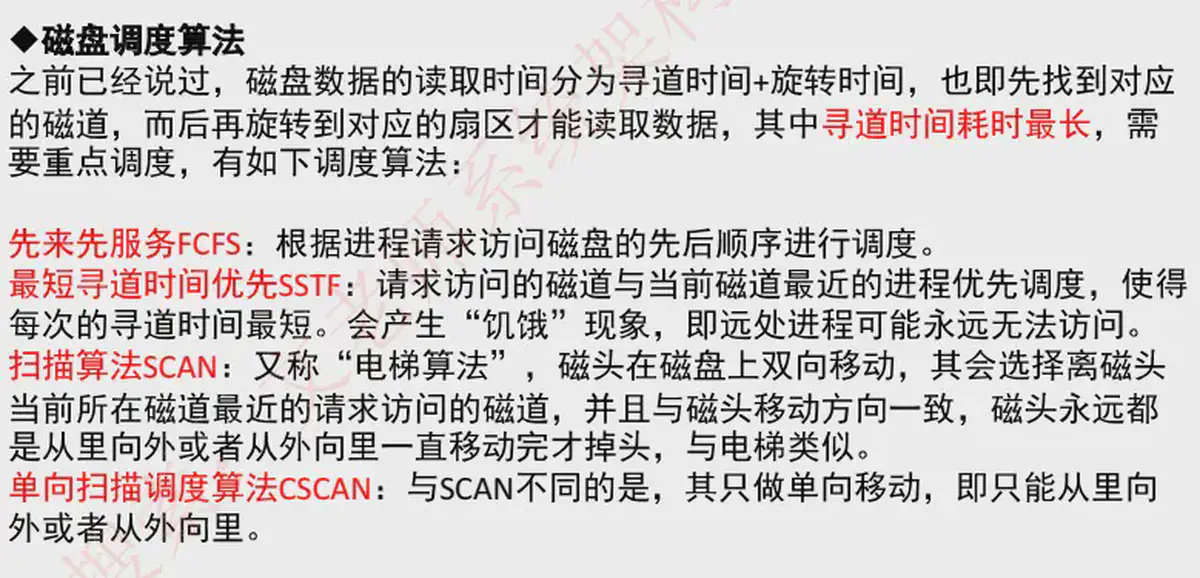 ◆磁盘调度算法
之前已经说过，磁盘数据的读取时间分为寻道时间+旋转时间，也即先找到对应
的磁道，而后再旋转到对应的扇区才能读取数据，其中寻道时间耗时最长，需
要重点调度，有如下调度算法：
先来先服务FCFS：根据进程请求访问磁盘的先后顺序进行调度。
最短寻道时间优先SSTF：请求访问的磁道与当前磁道最近的进程优先调度，使得
每次的寻道时间最短。会产生“饥饿”现象，即远处进程可能永远无法访问。
扫描算法SCAN：又称“电梯算法”，磁头在磁盘上双向移动，其会选择离磁头
当前所在磁道最近的请求访问的磁道，并且与磁头移动方向一致，磁头永远都
是从里向外或者从外向里一直移动完才掉头，与电梯类似。
单向扫描调度算法CSCAN：与SCAN不同的是，其只做单向移动，即只能从里向
外或者从外向里。